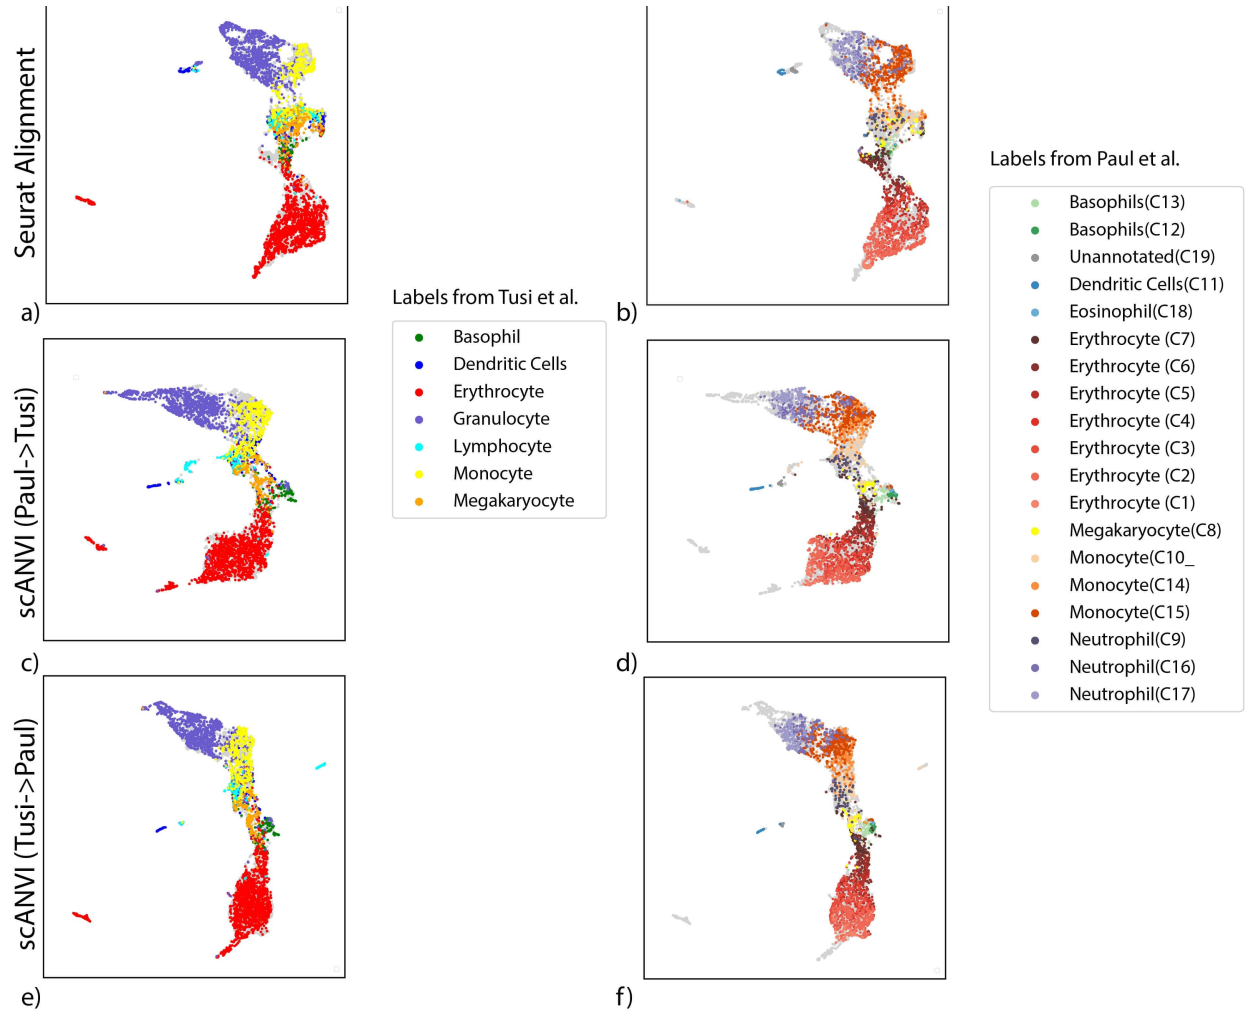 Seurat Alignment
a)
b)
Labels from Tusi et al.
Basophil
Dendritic Cells
Erythrocyte
Granulocyte
Lymphocyte
Monocyte
Megakaryocyte
Labels from Paul et al.
Basophils(C13)
Basophils(C12)
Unannotated(C19)
Dendritic Cells(C11)
Eosinophil(C18)
Erythrocyte (C7)
Erythrocyte (C6)
Erythrocyte (C5)
Erythrocyte (C4)
Erythrocyte (C3)
Erythrocyte (C2)
Erythrocyte (C1)
Megakaryocyte(C8)
Monocyte(C10_
Monocyte(C14)
Monocyte(C15)
Neutrophil(C9)
Neutrophil(C16)
Neutrophil(C17)
scANVI (Paul->Tusi)
c)
d)
scANVI (Tusi->Paul)
e)
f)